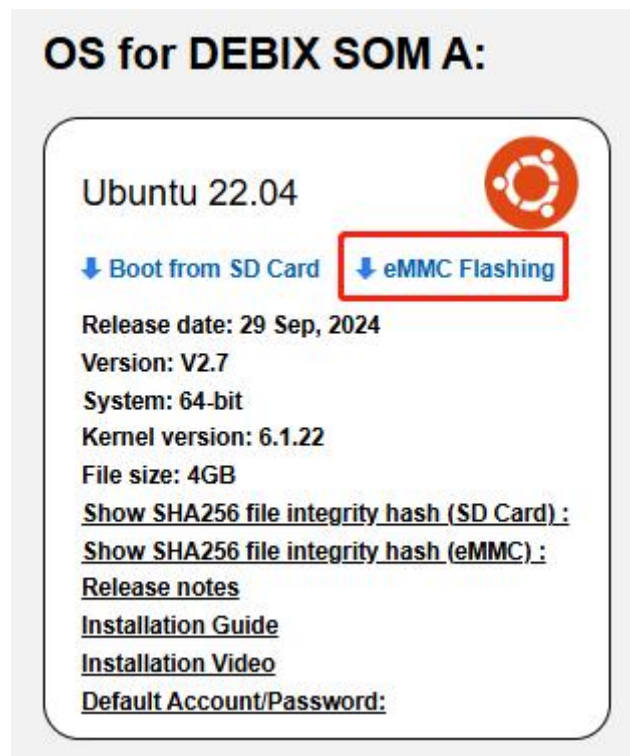 OS for DEBIX SOM A:
Ubuntu 22.04
Boot from SD Card eMMC Flashing
Release date: 29 Sep, 2024
Version: V2.7
System: 64-bit
Kernel version: 6.1.22
File size: 4GB
Show SHA256 file integrity hash (SD Card) :
Show SHA256 file integrity hash (eMMC) :
Release notes
Installation Guide
Installation Video
Default Account/Password: